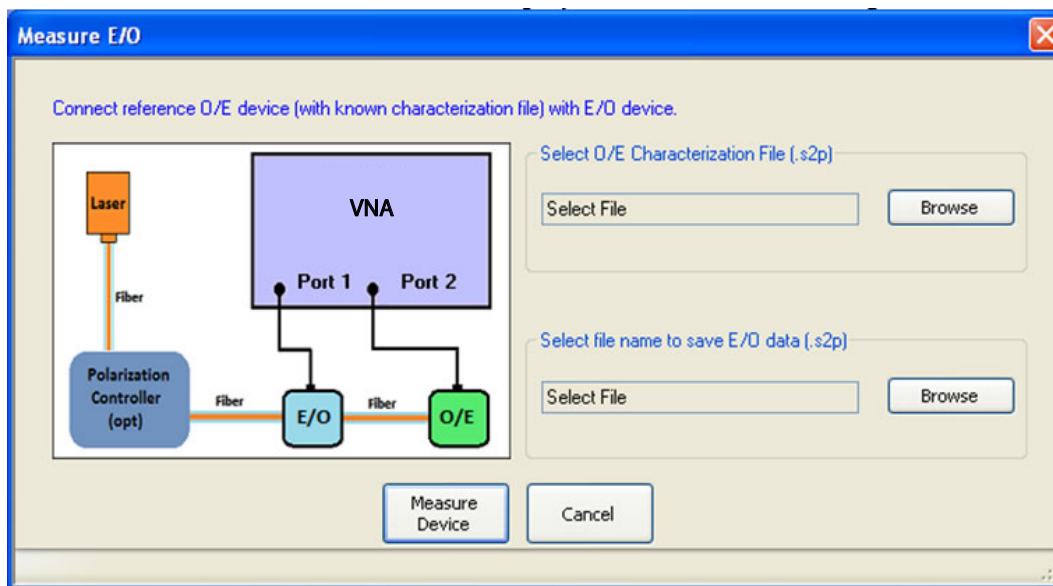 Measure E/O
Connect reference O/E device (with known characterization file) with E/O device.
Laser
Fiber
Polarization
Controller
(opt)
Fiber
VNA
Port 1
Port 2
E/O
Fiber
O/E
Select O/E Characterization File (.s2p)
Select File
Browse
Select file name to save E/O data (.s2p)
Select File
Browse
Measure
Device
Cancel